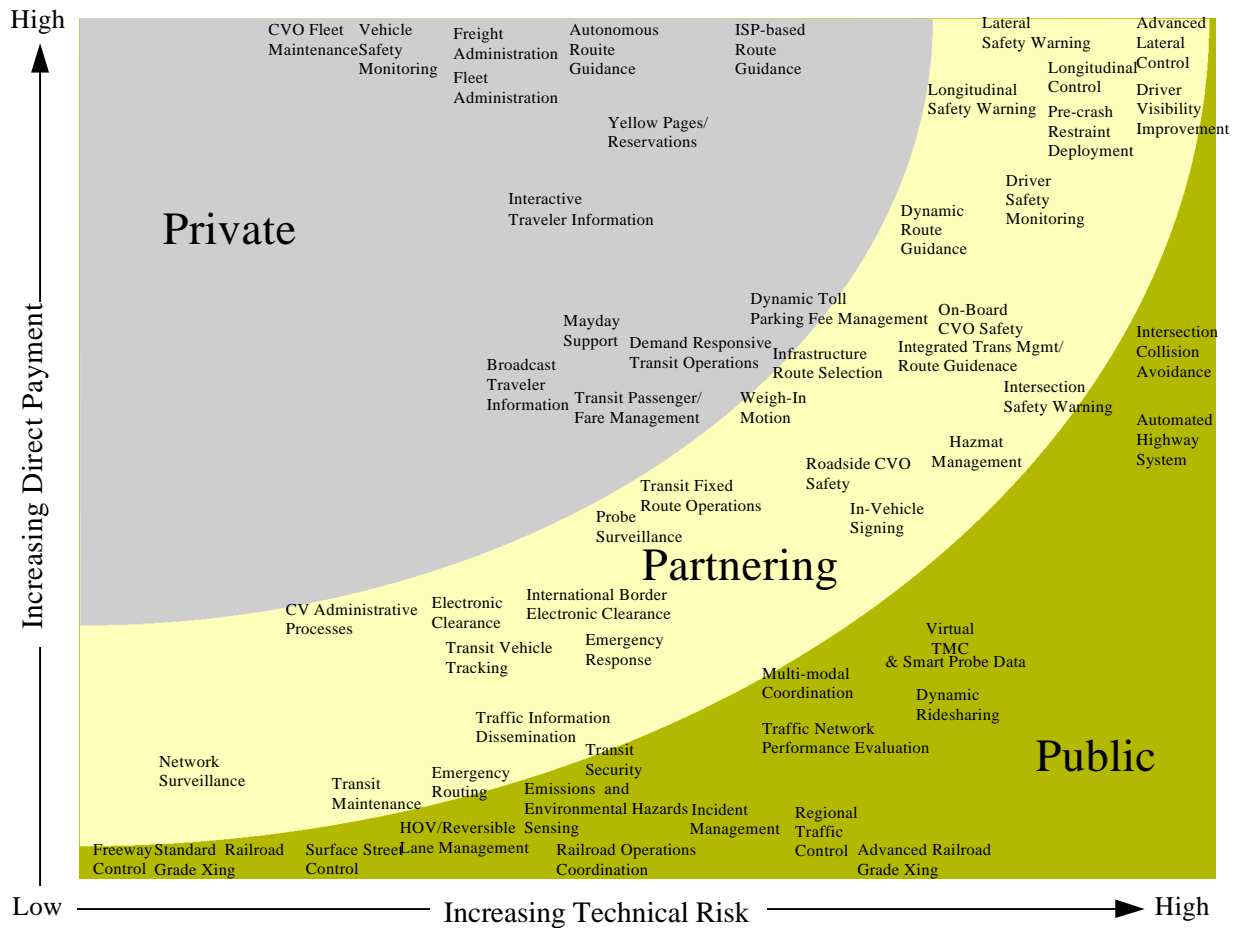 High
CVO Fleet
Maintenance
Vehicle
Safety
Monitoring
Freight
Administration
Fleet
Administration
Autonomous
Rouite
Guidance
ISP-based
Route
Guidance
Lateral
Safety Warning
Advanced
Lateral
Control
Longitudinal
Control
Longitudinal
Safety Warning
Driver
Visibility
Improvement
Pre-crash
Restraint
Deployment
Yellow Pages/
Reservations
Driver
Safety
Monitoring
Interactive
Traveler Information
Private
Dynamic
Route
Guidance
Dynamic Toll
Parking Fee Management
On-Board
CVO Safety
Mayday
Support
Demand Responsive
Transit Operations
Infrastructure
Route Selection
Integrated Trans Mgmt/
Route Guidenace
Intersection
Collision
Avoidance
Broadcast
Traveler
Information
Transit Passenger/
Fare Management
Weigh-In
Motion
Intersection
Safety Warning
Automated
Highway
System
Hazmat
Management
Roadside CVO
Safety
Transit Fixed
Route Operations
In-Vehicle
Signing
Probe
Surveillance
Partnering
CV Administrative
Processes
Electronic
Clearance
International Border
Electronic Clearance
Transit Vehicle
Tracking
Emergency
Response
Virtual
TMC
& Smart Probe Data
Multi-modal
Coordination
Dynamic
Ridesharing
Traffic Information
Dissemination
Traffic Network
Performance Evaluation
Public
Transit
Security
Network
Surveillance
Transit
Maintenance
Emergency
Routing
Emissions and
Environmental Hazards
Sensing
Incident
Management
Regional
Traffic
Control
HOV/Reversible
Lane Management
Freeway
Control
Standard Railroad
Grade Xing
Surface Street
Control
Railroad Operations
Coordination
Advanced Railroad
Grade Xing
Increasing Direct Payment
Low
Increasing Technical Risk
High